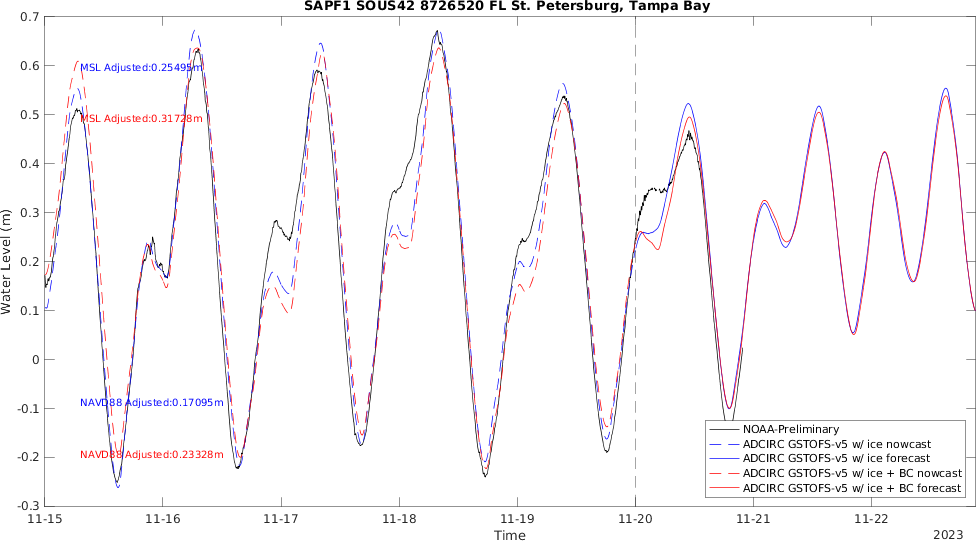 SAPF1 SOUS42 8726520 FL St. Petersburg, Tampa Bay
0.7
0.6
0.5
0.4
0.3
0.2
0.1
0
-0.1
-0.2
-0.3
Water Level (m)
MSL Adjusted:0.25495m
MSL Adjusted:0.31728m
NAVD88 Adjusted:0.17095m
NAVD88 Adjusted:0.23328m
NOAA-Preliminary
ADCIRC GSTOFS-v5 w/ ice nowcast
ADCIRC GSTOFS-v5 w/ ice forecast
ADCIRC GSTOFS-v5 w/ ice + BC nowcast
ADCIRC GSTOFS-v5 w/ ice + BC forecast
11-15 11-16 11-17 11-18 11-19 11-20 11-21 11-22
Time
2023